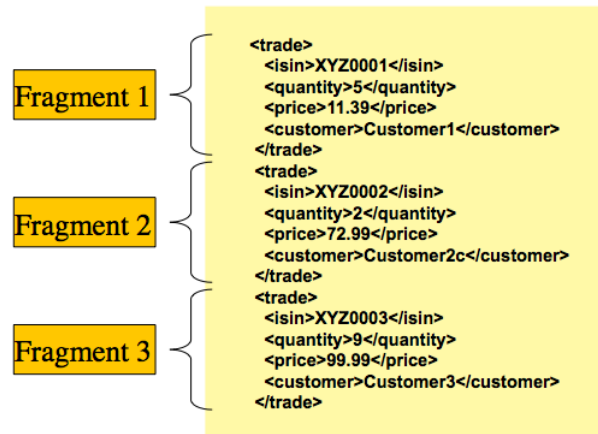 <trade>
<isin>XYZ0001</isin>
<quantity>5</quantity>
Fragment 1
<price>11.39</price>
<customer>Customer1</customer>
</trade>
<trade>
<isin>XYZ0002</isin>
<quantity>2</quantity>
Fragment 2
<price>72.99</price>
<customer>Customer2c</customer>
</trade>
<trade>
<isin>XYZ0003</isin>
<quantity>9</quantity>
Fragment 3
<price>99.99</price>
<customer>Customer3</customer>
</trade>